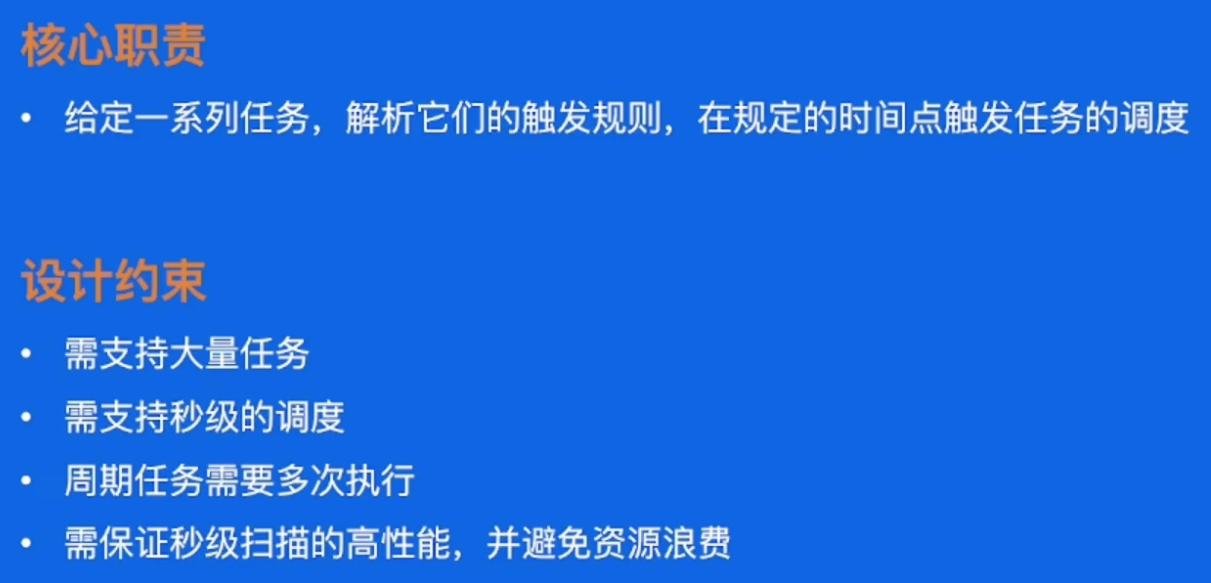 核心职责
• 给定一系列任务，解析它们的触发规则，在规定的时间点触发任务的调度
设计约束
• 需支持大量任务
• 需支持秒级的调度
• 周期任务需要多次执行
• 需保证秒级扫描的高性能，并避免资源浪费